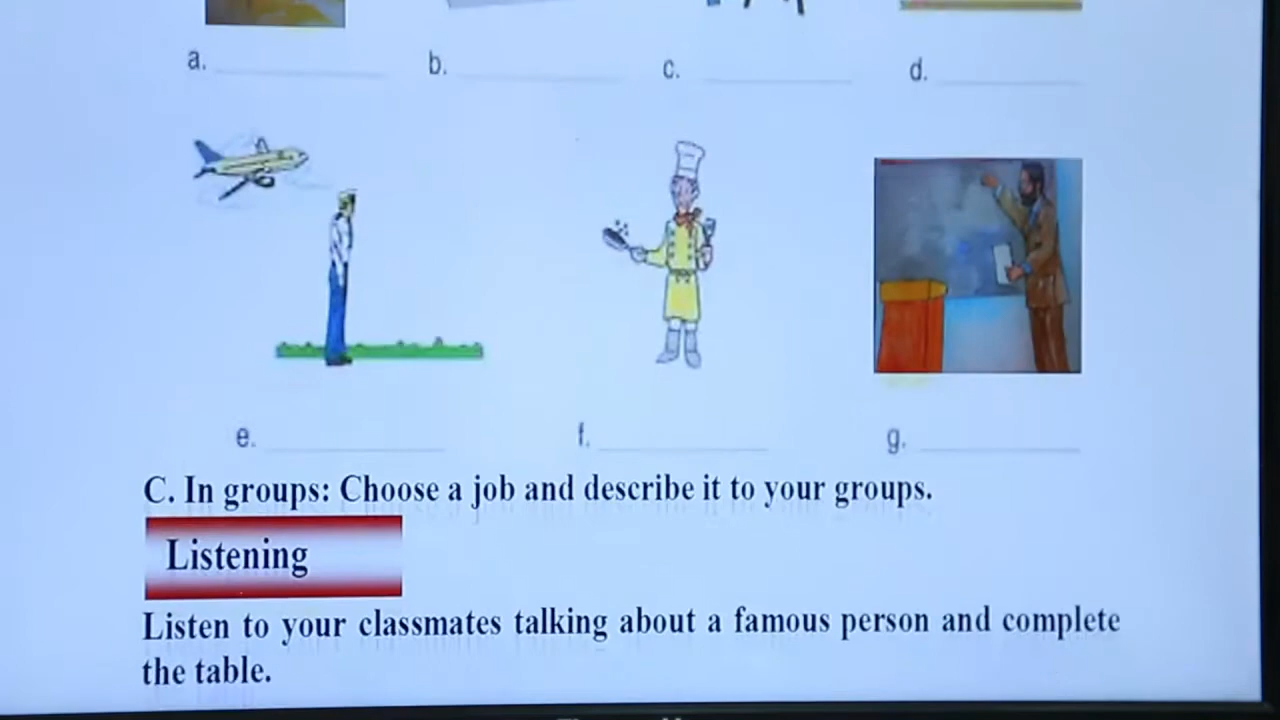 a. b. c. d.
e. f. g.
C. In groups: Choose a job and describe it to your groups.
Listening
Listen to your classmates talking about a famous person and complete
the table.